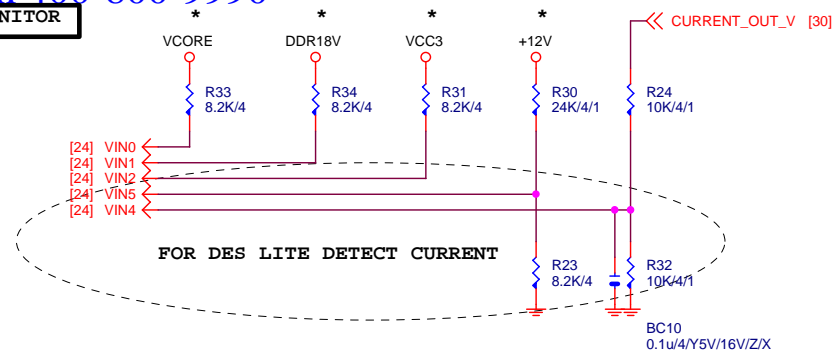 NITOR
* * * *
VCORE DDR18V VCC3 +12V
CURRENT_OUT_V [30]
R33 R34 R31 R30 R24
8.2K/4 8.2K/4 8.2K/4 24K/4/1 10K/4/1
[24] VIN0
[24] VIN1
[24] VIN2
[24] VIN5
[24] VIN4
FOR DES LITE DETECT CURRENT
R23 R32
8.2K/4 10K/4/1
BC10
0.1u/4/Y5V/16V/Z/X